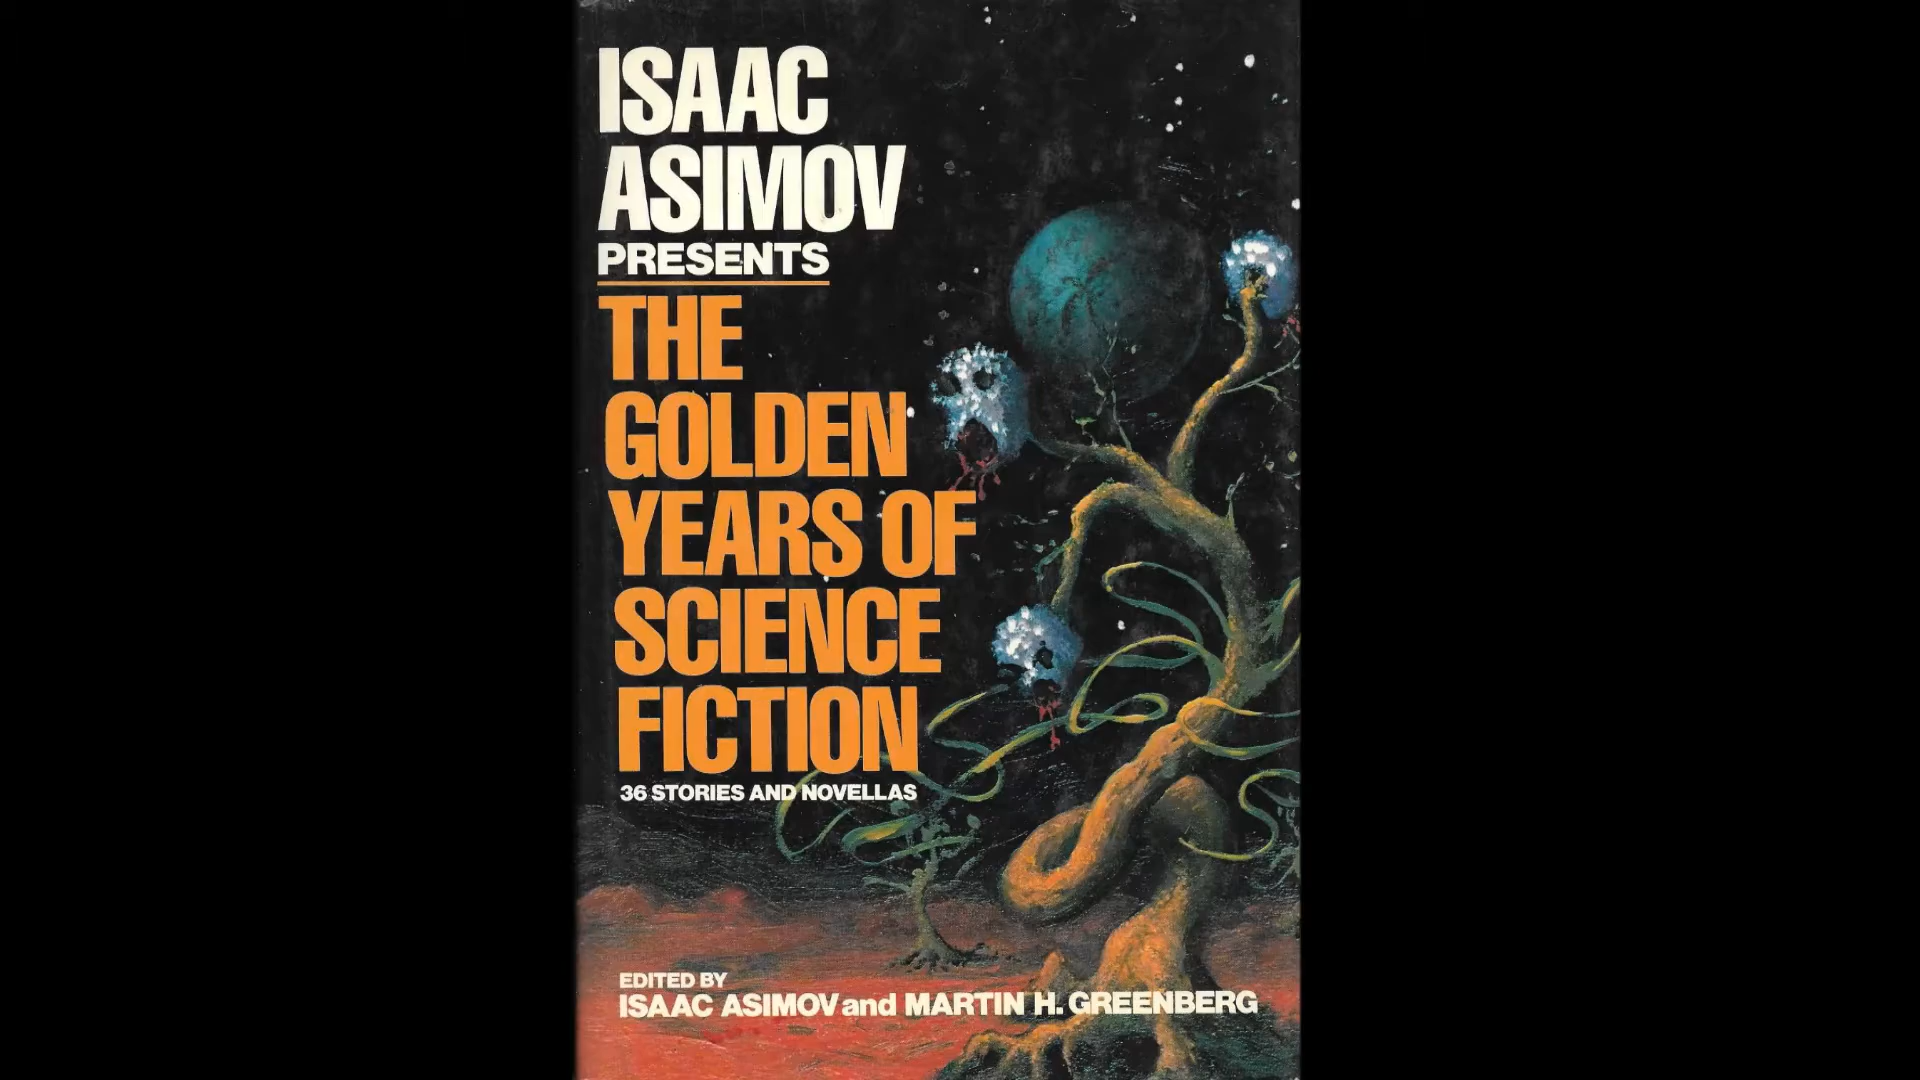 ISAAC
ASIMOV
PRESENTS
THE
GOLDEN
YEARS OF
SCIENCE
FICTION
36 STORIES AND NOVELLAS
EDITED BY
ISAAC ASIMOV and MARTIN H. GREENBERG